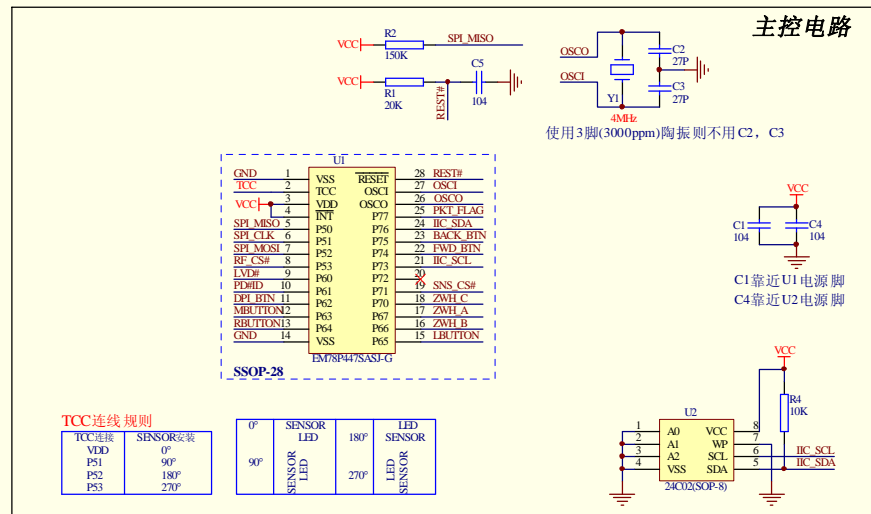 主控电路
R2
VCC
SPI_MISO
150K
VCC
R1
20K
REST#
C5
104
OSCO
OSCI
Y1
4MHz
C2
27P
C3
27P
使用3脚(3000ppm)陶振则不用C2，C3
U1
GND 1 VSS RESET 28 REST#
TCC 2 TCC OSCI 27 OSCI
VCC 3 VDD OSCO 26 OSCO
4 INT P77 25 PKT_FLAG
SPI_MISO 5 P50 P76 24 IIC_SDA
SPI_CLK 6 P51 P75 23 BACK_BTN
SPI_MOSI 7 P52 P74 22 FWD_BTN
RF_CS# 8 P53 P73 21 IIC_SCL
LVD# 9 P60 P72 20
PD#ID 10 P61 P71 19 SNS_CS#
DPI_BTN 11 P62 P70 18 ZWH_C
MBUTTON 12 P63 P67 17 ZWH_A
RBUTTON 13 P64 P66 16 ZWH_B
GND 14 VSS P65 15 LBUTTON
EM78P447SASJ-G
SSOP-28
VCC
C1
104
C4
104
C1靠近U1电源脚
C4靠近U2电源脚
TCC连线规则
TCC连接 SENSOR安装
VDD 0°
P51 90°
P52 180°
P53 270°
0° SENSOR LED 180° LED SENSOR
90° SENSOR LED 270° LED SENSOR
VCC
R4
10K
U2
1 A0 VCC 8
2 A1 WP 7
3 A2 SCL 6 IIC_SCL
4 VSS SDA 5 IIC_SDA
24C02(SOP-8)